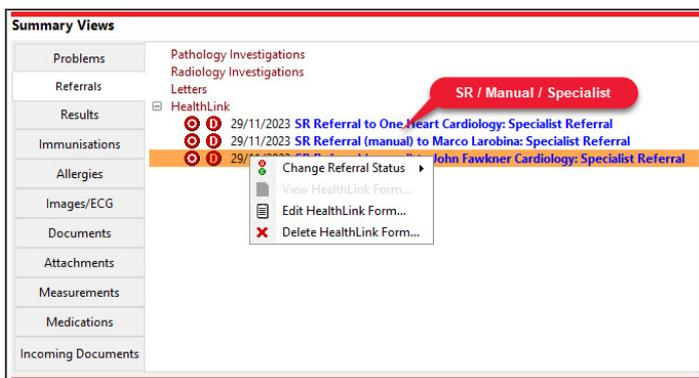 Summary Views
Problems
Referrals
Results
Immunisations
Allergies
Images/ECG
Documents
Attachments
Measurements
Medications
Incoming Documents
Pathology Investigations
Radiology Investigations
Letters
HealthLink
SR / Manual / Specialist
O D 29/11/2023 SR Referral to One Heart Cardiology: Specialist Referral
O D 29/11/2023 SR Referral (manual) to Marco Larobina: Specialist Referral
O D 29/ John Fawkner Cardiology: Specialist Referral
Change Referral Status
View HealthLink Form...
Edit HealthLink Form...
Delete HealthLink Form...